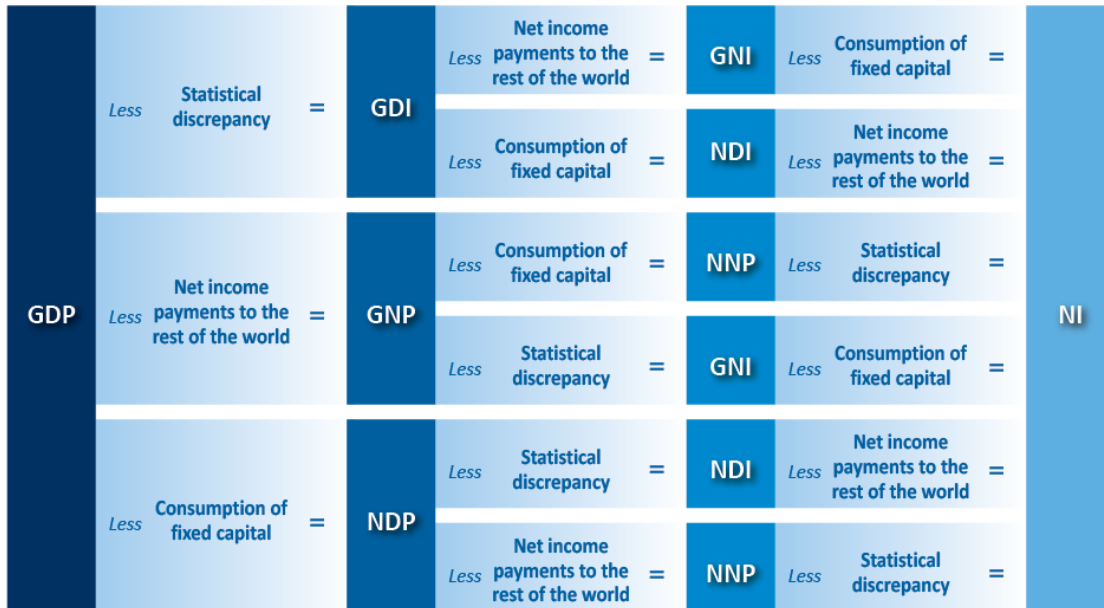 GDP
Less
Statistical
discrepancy
=
GDI
Less
Net income
payments to the
rest of the world
=
GNI
Less
Consumption of
fixed capital
=
Less
Consumption of
fixed capital
=
NDI
Less
Net income
payments to the
rest of the world
=
Less
Net income
payments to the
rest of the world
=
GNP
Less
Consumption of
fixed capital
=
NNP
Less
Statistical
discrepancy
=
Less
Statistical
discrepancy
=
GNI
Less
Consumption of
fixed capital
=
Less
Consumption of
fixed capital
=
NDP
Less
Statistical
discrepancy
=
NDI
Less
Net income
payments to the
rest of the world
=
Less
Net income
payments to the
rest of the world
=
NNP
Less
Statistical
discrepancy
=
NI